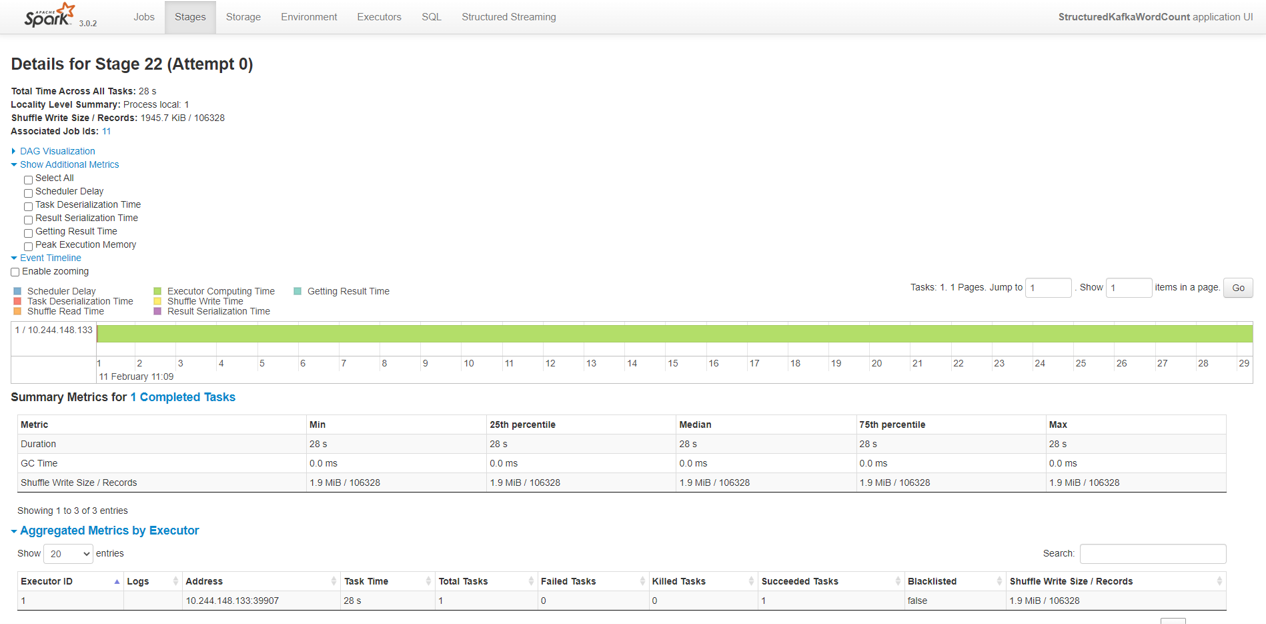 APACHE Spark 3.0.2 Jobs Stages Storage Environment Executors SQL Structured Streaming StructuredKafkaWordCount application UI
Details for Stage 22 (Attempt 0)
Total Time Across All Tasks: 28 s
Locality Level Summary: Process local: 1
Shuffle Write Size / Records: 1945.7 KiB / 106328
Associated Job Ids: 11
DAG Visualization
Show Additional Metrics
Select All
Scheduler Delay
Task Deserialization Time
Result Serialization Time
Getting Result Time
Peak Execution Memory
Event Timeline
Enable zooming
Scheduler Delay Executor Computing Time Getting Result Time
Task Deserialization Time Shuffle Write Time
Shuffle Read Time Result Serialization Time
Tasks: 1. 1 Pages. Jump to 1 . Show 1 items in a page. Go
1 / 10.244.148.133
1 2 3 4 5 6 7 8 9 10 11 12 13 14 15 16 17 18 19 20 21 22 23 24 25 26 27 28 29
11 February 11:09
Summary Metrics for 1 Completed Tasks
Metric Min 25th percentile Median 75th percentile Max
Duration 28 s 28 s 28 s 28 s 28 s
GC Time 0.0 ms 0.0 ms 0.0 ms 0.0 ms 0.0 ms
Shuffle Write Size / Records 1.9 MiB / 106328 1.9 MiB / 106328 1.9 MiB / 106328 1.9 MiB / 106328 1.9 MiB / 106328
Showing 1 to 3 of 3 entries
Aggregated Metrics by Executor
Show 20 entries Search:
Executor ID Logs Address Task Time Total Tasks Failed Tasks Killed Tasks Succeeded Tasks Blacklisted Shuffle Write Size / Records
1 10.244.148.133:39907 28 s 1 0 0 1 false 1.9 MiB / 106328